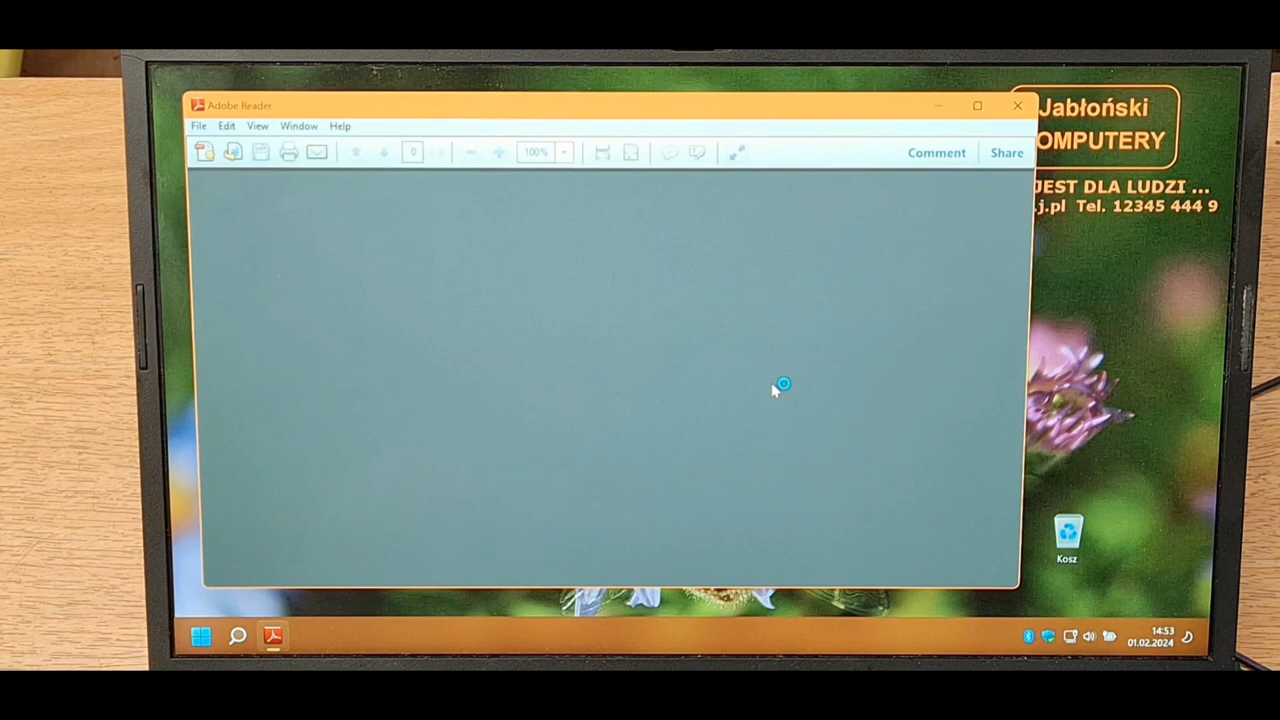 Adobe Reader
File Edit View Window Help
0 100% Comment Share
Jabłoński
OMPUTERY
JEST DLA LUDZI ...
.j.pl Tel. 12345 444 9
Kosz
14:53
01.02.2024